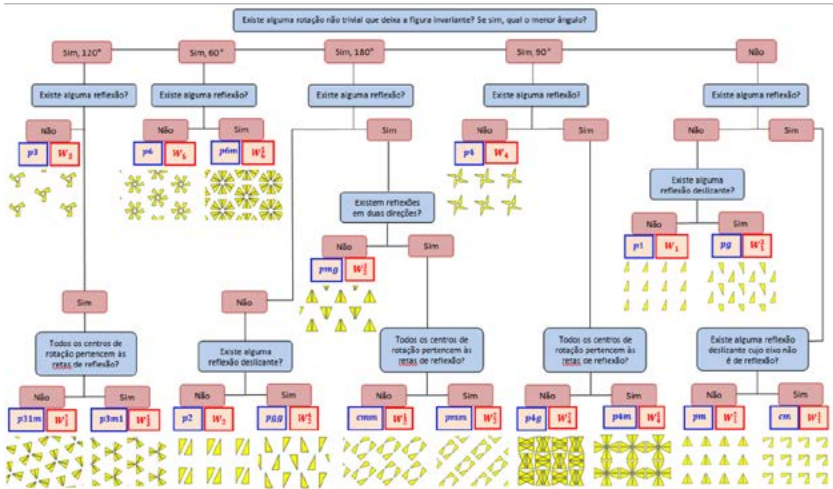 Existe alguma rotação não trivial que deixa a figura invariante? Se sim, qual o menor ângulo?
Sim, 120°
Sim, 60°
Sim, 180°
Sim, 90°
Não
Existe alguma reflexão?
Existe alguma reflexão?
Existe alguma reflexão?
Existe alguma reflexão?
Existe alguma reflexão?
Não
Não
Sim
Sim
Não
Sim
Não
Sim
p3
W3
p6
W6
p6m
p4
W4
Existem reflexões
em duas direções?
Existe alguma
reflexão deslizante?
Não
Sim
Não
Sim
pmg
p1
W1
pg
Sim
Não
Todos os centros de
rotação pertencem às
retas de reflexão?
Existe alguma
reflexão deslizante?
Todos os centros de
rotação pertencem às
retas de reflexão?
Todos os centros de
rotação pertencem às
retas de reflexão?
Existe alguma reflexão
deslizante cujo eixo não
é de reflexão?
Não
Sim
Não
Sim
Não
Sim
Não
Sim
Não
Sim
p31m
p3m1
p2
W2
pgg
cmm
pmm
p4g
p4m
pm
cm